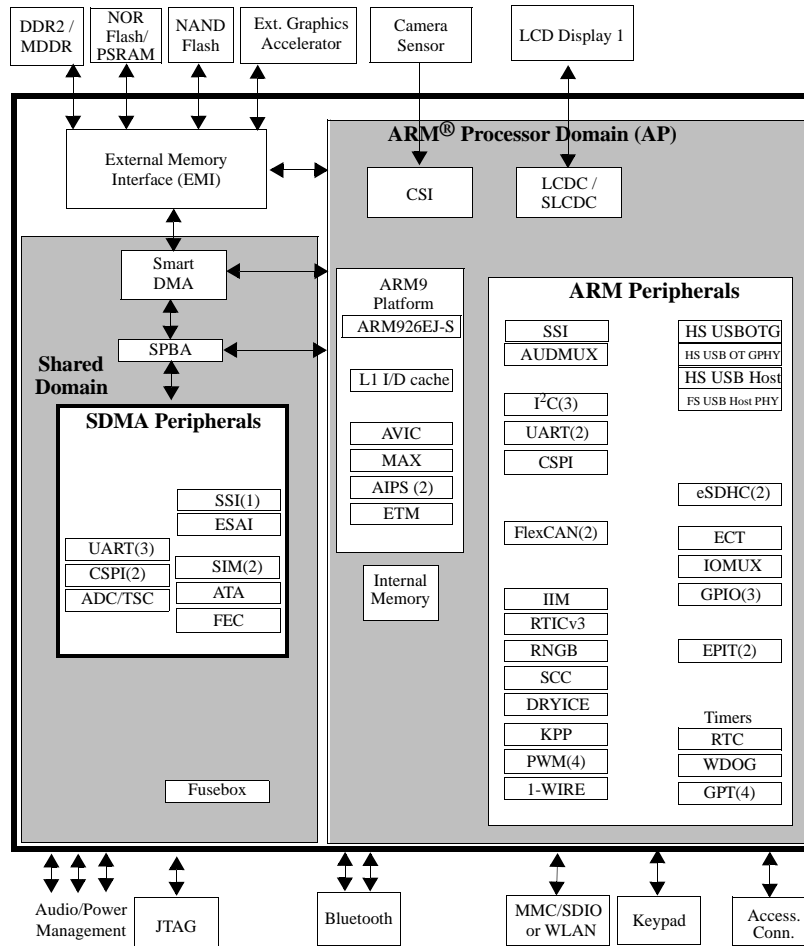 DDR2 /
MDDR
NOR
Flash/
PSRAM
NAND
Flash
Ext. Graphics
Accelerator
Camera
Sensor
LCD Display 1
ARM® Processor Domain (AP)
External Memory
Interface (EMI)
CSI
LCDC /
SLCDC
Smart
DMA
SPBA
Shared
Domain
SDMA Peripherals
SSI(1)
ESAI
UART(3)
CSPI(2)
ADC/TSC
SIM(2)
ATA
FEC
Fusebox
ARM9
Platform
ARM926EJ-S
L1 I/D cache
AVIC
MAX
AIPS (2)
ETM
Internal
Memory
ARM Peripherals
SSI
AUDMUX
I²C(3)
UART(2)
CSPI
FlexCAN(2)
IIM
RTICv3
RNGB
SCC
DRYICE
KPP
PWM(4)
1-WIRE
HS USBOTG
HS USB OT GPHY
HS USB Host
FS USB Host PHY
eSDHC(2)
ECT
IOMUX
GPIO(3)
EPIT(2)
Timers
RTC
WDOG
GPT(4)
Audio/Power
Management
JTAG
Bluetooth
MMC/SDIO
or WLAN
Keypad
Access.
Conn.